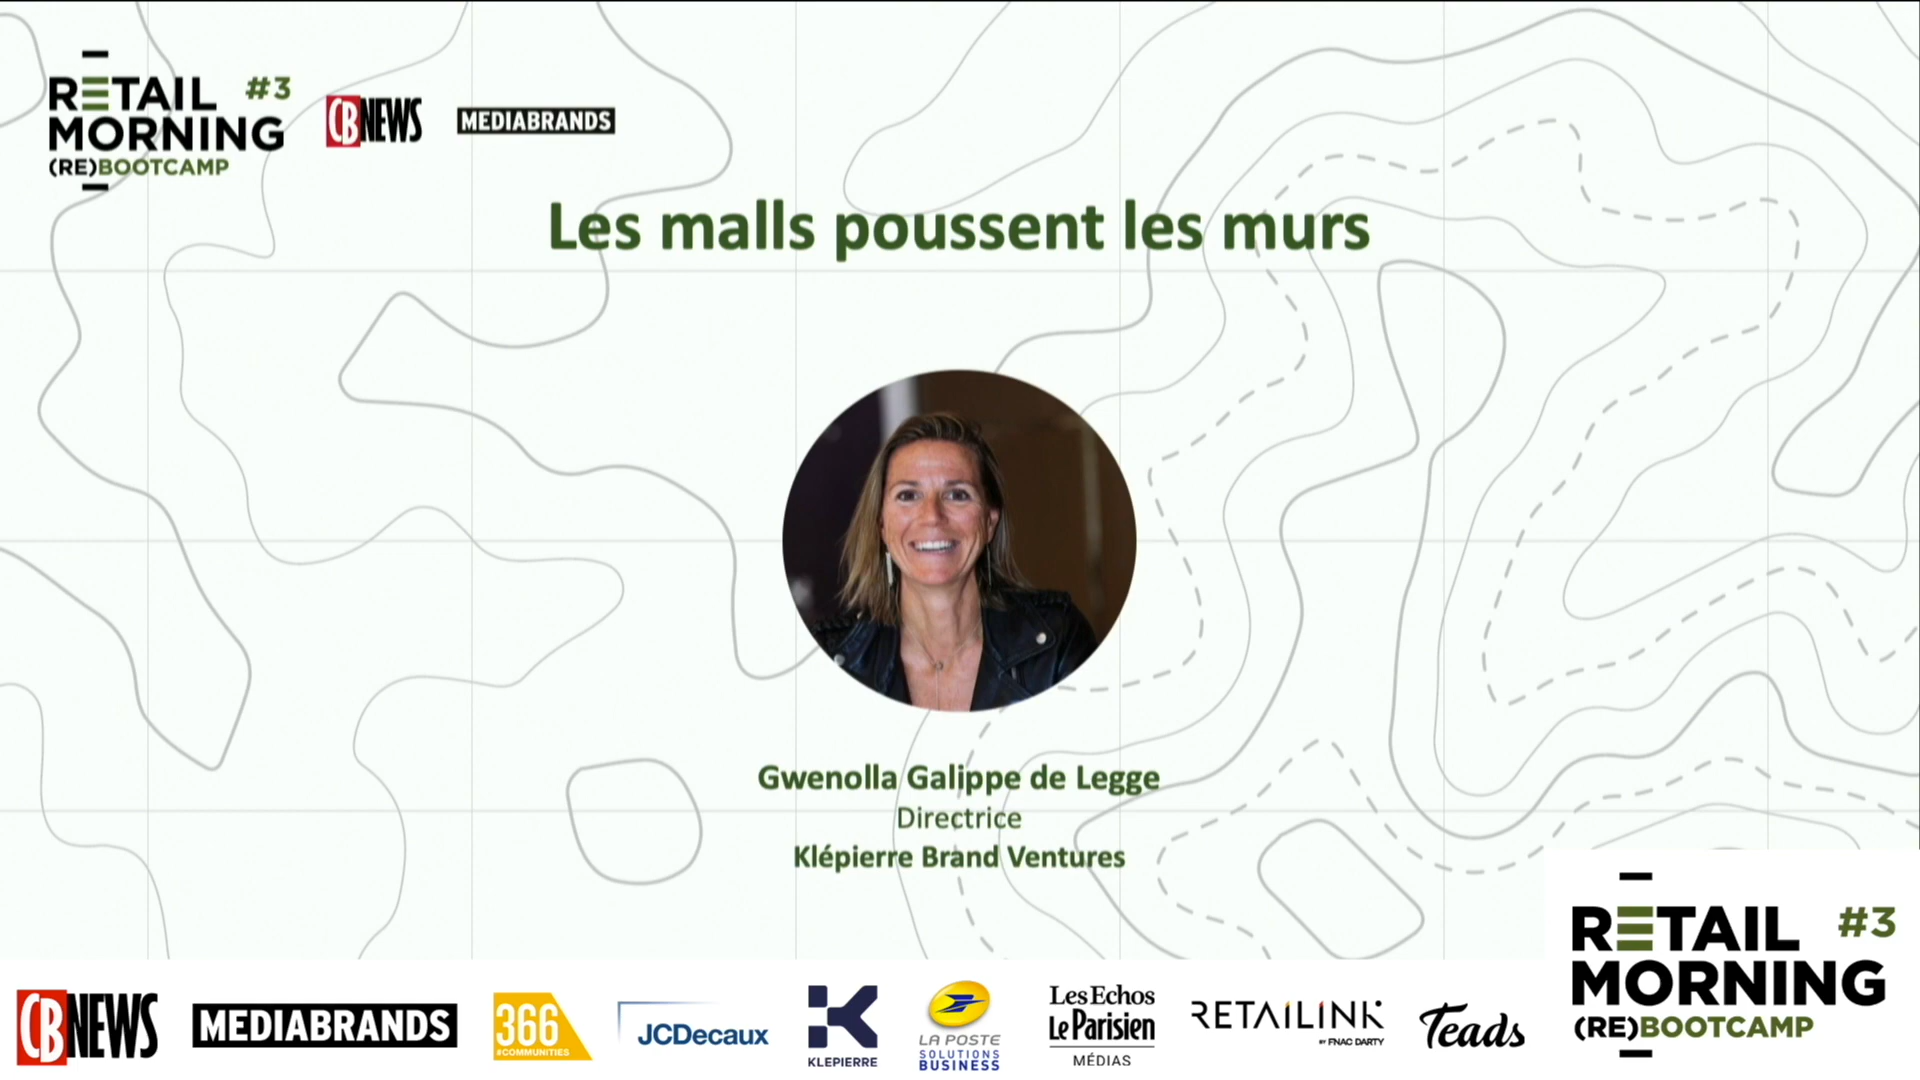 RETAIL #3
MORNING
(RE)BOOTCAMP
CBNEWS
MEDIABRANDS
Les malls poussent les murs
Gwenolla Galippe de Legge
Directrice
Klépierre Brand Ventures
CBNEWS
MEDIABRANDS
366
#COMMUNITIES
JCDecaux
KLEPIERRE
LA POSTE
SOLUTIONS
BUSINESS
Les Echos
Le Parisien
MÉDIAS
RETAILINK
BY FNAC DARTY
Teads
RETAIL #3
MORNING
(RE)BOOTCAMP